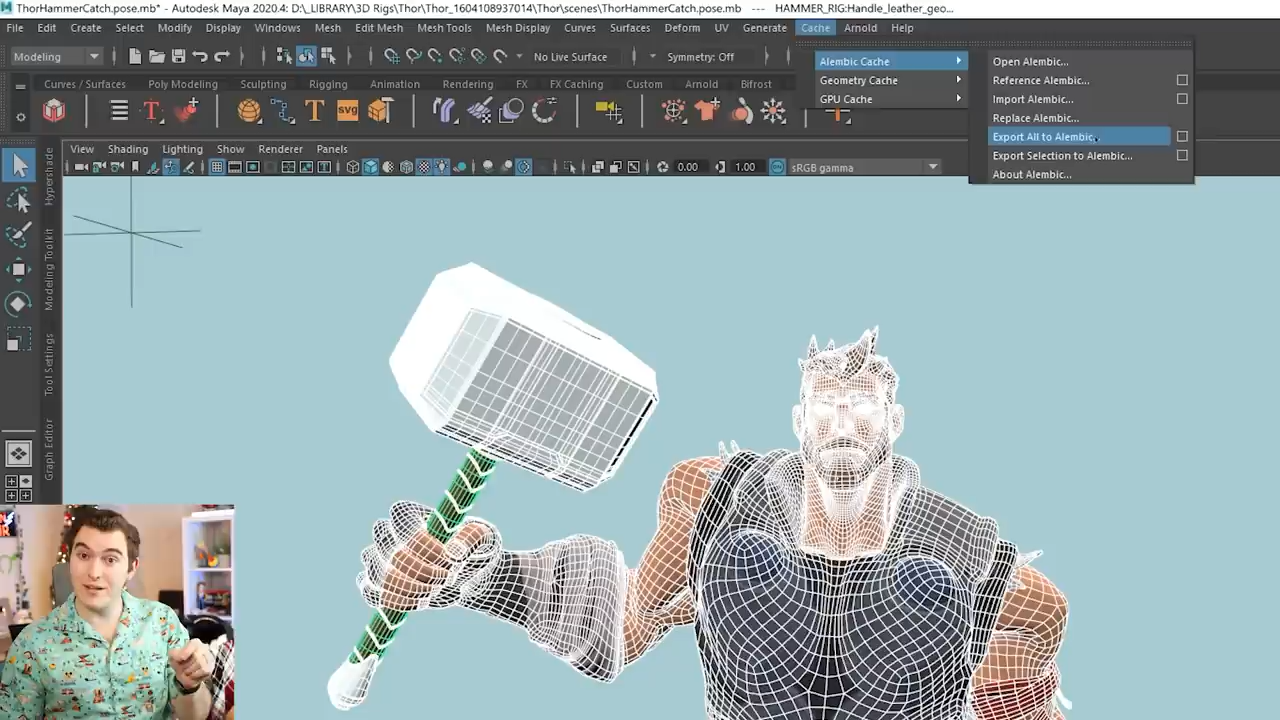 ThorHammerCatch.pose.mb* - Autodesk Maya 2020.4: D:\_LIBRARY\3D Rigs\Thor\Thor_1604108937014\Thor\scenes\ThorHammerCatch.pose.mb --- HAMMER_RIG:Handle_leather_geo...
File Edit Create Select Modify Display Windows Mesh Edit Mesh Mesh Tools Mesh Display Curves Surfaces Deform UV Generate Cache Arnold Help
Modeling No Live Surface Symmetry: Off
Alembic Cache
Geometry Cache
GPU Cache
Open Alembic...
Reference Alembic...
Import Alembic...
Replace Alembic...
Export All to Alembic...
Export Selection to Alembic...
About Alembic...
Curves / Surfaces Poly Modeling Sculpting Rigging Animation Rendering FX FX Caching Custom Arnold Bifrost
svg
View Shading Lighting Show Renderer Panels
0.00 1.00 sRGB gamma
Hypershade
Modeling Toolkit
Tool Settings
Graph Editor